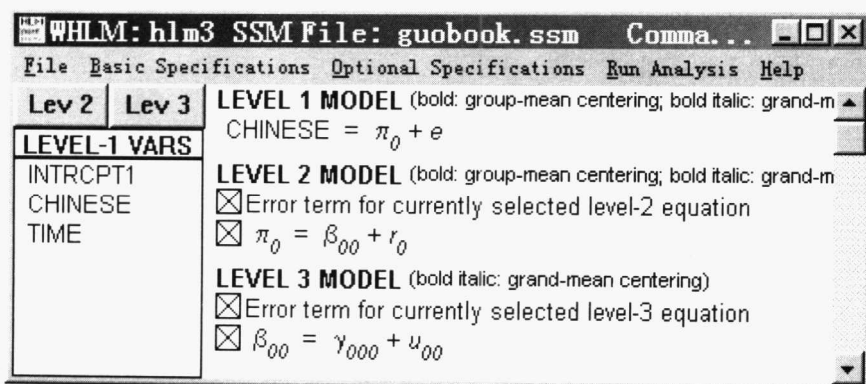 WHLM: hlm3 SSM File: guobook.ssm Comma...
File Basic Specifications Optional Specifications Run Analysis Help
Lev 2 Lev 3
LEVEL-1 VARS
INTRCPT1
CHINESE
TIME
LEVEL 1 MODEL (bold: group-mean centering; bold italic: grand-m
CHINESE = π₀ + e
LEVEL 2 MODEL (bold: group-mean centering; bold italic: grand-m
Error term for currently selected level-2 equation
π₀ = β₀₀ + r₀
LEVEL 3 MODEL (bold italic: grand-mean centering)
Error term for currently selected level-3 equation
β₀₀ = γ₀₀₀ + u₀₀